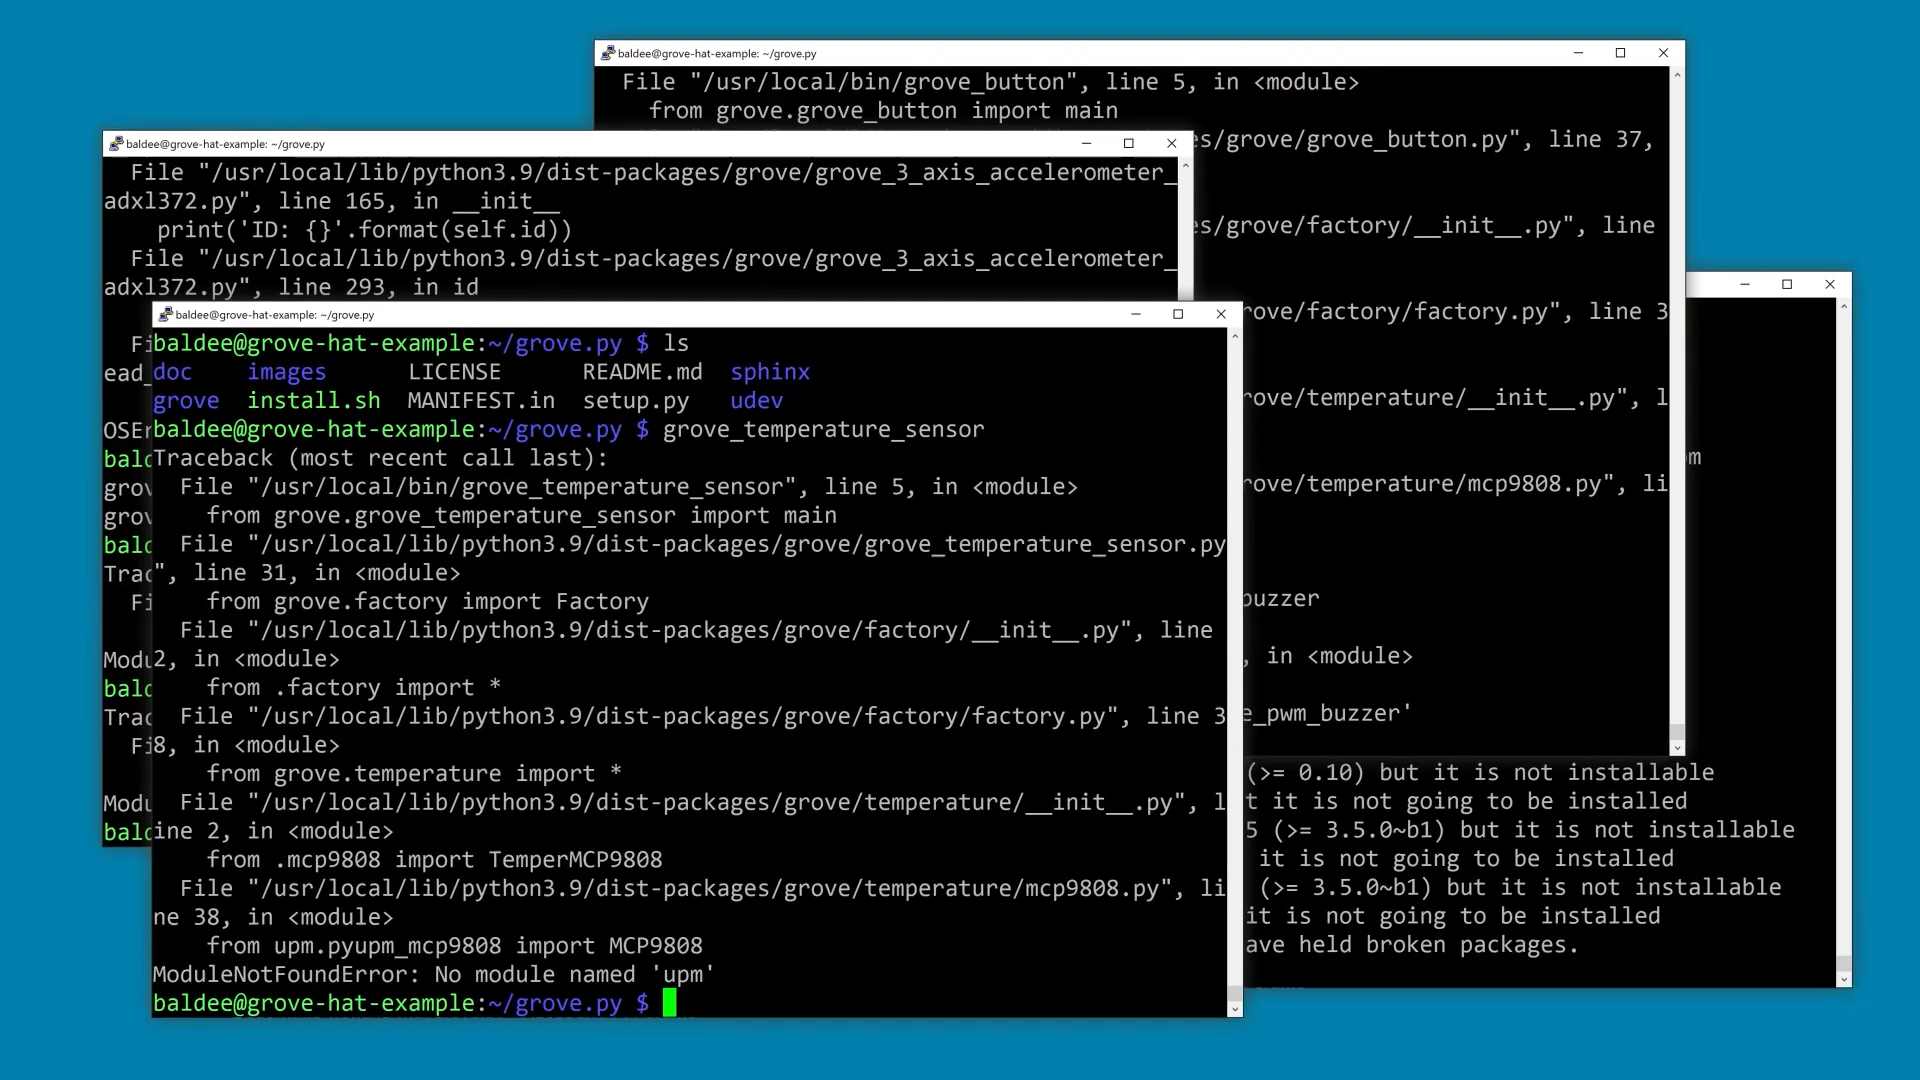 baldee@grove-hat-example: ~/grove.py
File "/usr/local/bin/grove_button", line 5, in <module>
from grove.grove_button import main
s/grove/grove_button.py", line 37,
s/grove/factory/__init__.py", line
rove/factory/factory.py", line 3
rove/temperature/__init__.py", l
rove/temperature/mcp9808.py", li
buzzer
, in <module>
e_pwm_buzzer'
baldee@grove-hat-example: ~/grove.py
File "/usr/local/lib/python3.9/dist-packages/grove/grove_3_axis_accelerometer_
adxl372.py", line 165, in __init__
print('ID: {}'.format(self.id))
File "/usr/local/lib/python3.9/dist-packages/grove/grove_3_axis_accelerometer_
adxl372.py", line 293, in id
Fi
ead_
OSEr
bald
grov
grov
bald
Trac
Fi
Modu
bald
Trac
Fi
Modu
bald
baldee@grove-hat-example: ~/grove.py
baldee@grove-hat-example:~/grove.py $ ls
doc images LICENSE README.md sphinx
grove install.sh MANIFEST.in setup.py udev
baldee@grove-hat-example:~/grove.py $ grove_temperature_sensor
Traceback (most recent call last):
File "/usr/local/bin/grove_temperature_sensor", line 5, in <module>
from grove.grove_temperature_sensor import main
File "/usr/local/lib/python3.9/dist-packages/grove/grove_temperature_sensor.py
", line 31, in <module>
from grove.factory import Factory
File "/usr/local/lib/python3.9/dist-packages/grove/factory/__init__.py", line
2, in <module>
from .factory import *
File "/usr/local/lib/python3.9/dist-packages/grove/factory/factory.py", line 3
8, in <module>
from grove.temperature import *
File "/usr/local/lib/python3.9/dist-packages/grove/temperature/__init__.py", l
ine 2, in <module>
from .mcp9808 import TemperMCP9808
File "/usr/local/lib/python3.9/dist-packages/grove/temperature/mcp9808.py", li
ne 38, in <module>
from upm.pyupm_mcp9808 import MCP9808
ModuleNotFoundError: No module named 'upm'
baldee@grove-hat-example:~/grove.py $
m
(>= 0.10) but it is not installable
t it is not going to be installed
5 (>= 3.5.0~b1) but it is not installable
it is not going to be installed
(>= 3.5.0~b1) but it is not installable
it is not going to be installed
ave held broken packages.